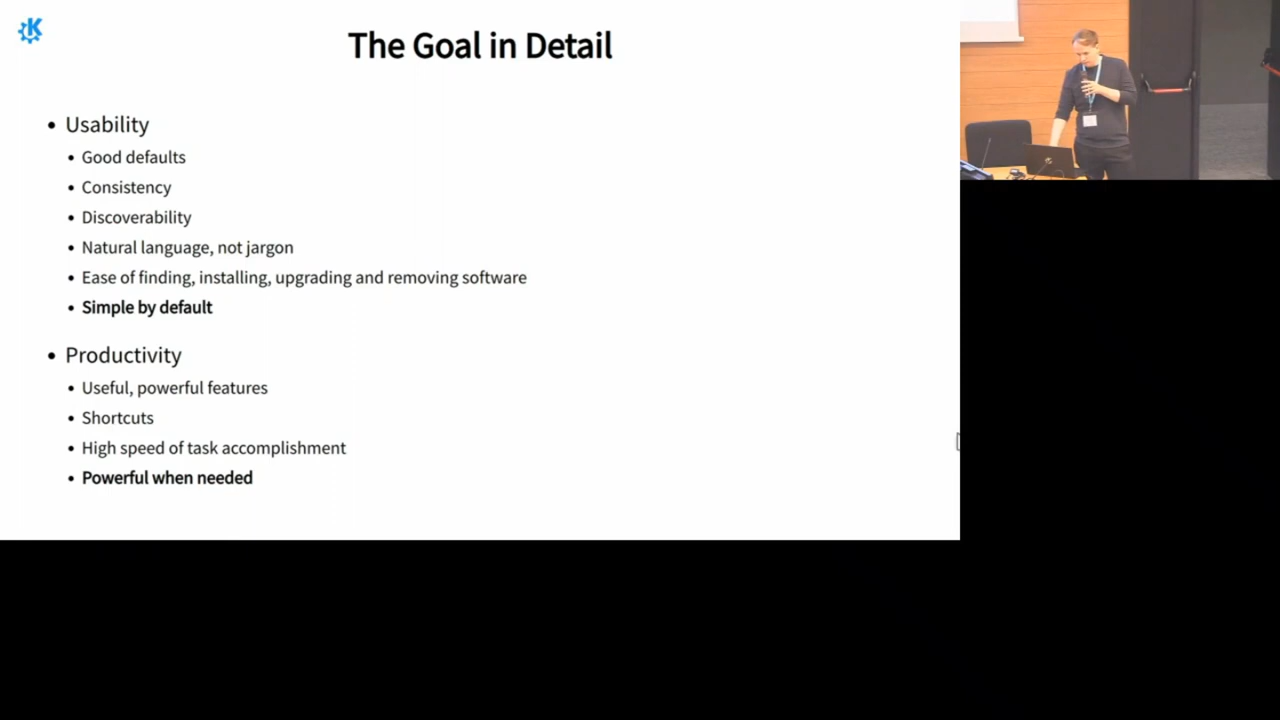 The Goal in Detail
• Usability
• Good defaults
• Consistency
• Discoverability
• Natural language, not jargon
• Ease of finding, installing, upgrading and removing software
• Simple by default
• Productivity
• Useful, powerful features
• Shortcuts
• High speed of task accomplishment
• Powerful when needed